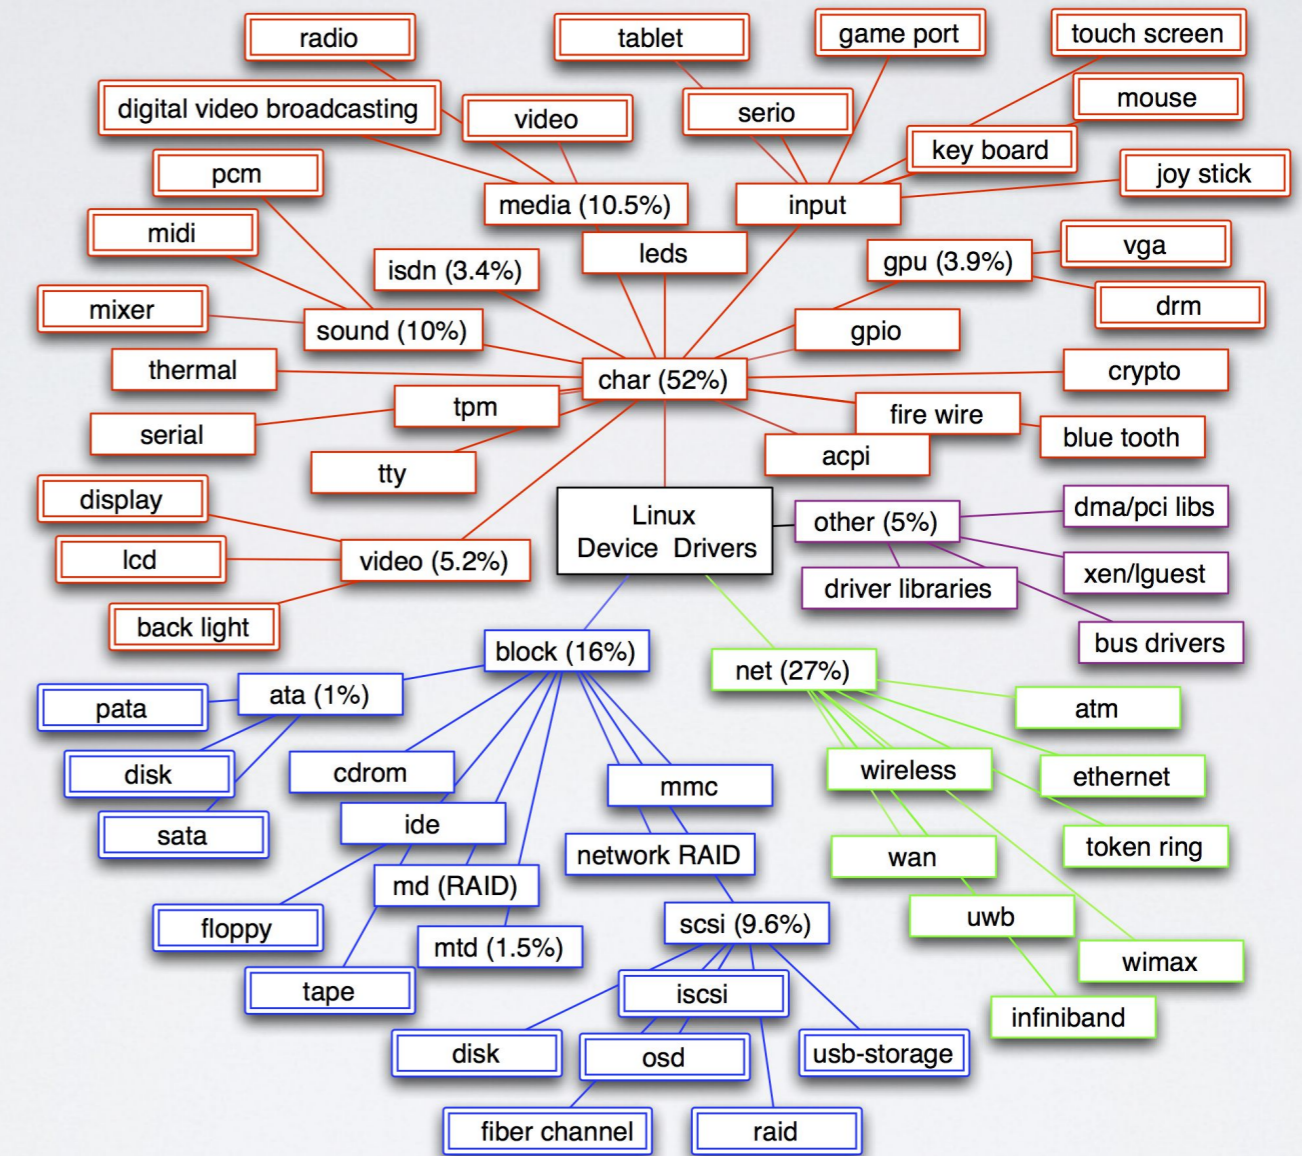 radio
tablet
game port
touch screen
digital video broadcasting
video
serio
mouse
key board
pcm
joy stick
media (10.5%)
input
midi
leds
vga
isdn (3.4%)
gpu (3.9%)
mixer
drm
sound (10%)
gpio
thermal
char (52%)
crypto
tpm
fire wire
serial
blue tooth
tty
acpi
display
Linux
Device Drivers
other (5%)
dma/pci libs
lcd
video (5.2%)
driver libraries
xen/lguest
back light
bus drivers
block (16%)
net (27%)
ata (1%)
pata
atm
disk
cdrom
mmc
wireless
ethernet
sata
ide
network RAID
wan
token ring
md (RAID)
floppy
mtd (1.5%)
scsi (9.6%)
uwb
wimax
tape
iscsi
infiniband
disk
osd
usb-storage
fiber channel
raid